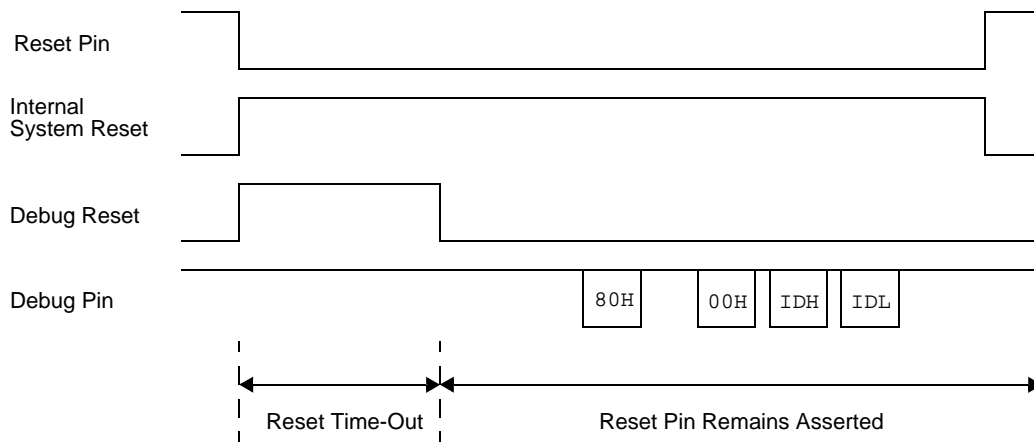 Reset Pin
Internal
System Reset
Debug Reset
Debug Pin
80H
00H
IDH
IDL
Reset Time-Out
Reset Pin Remains Asserted